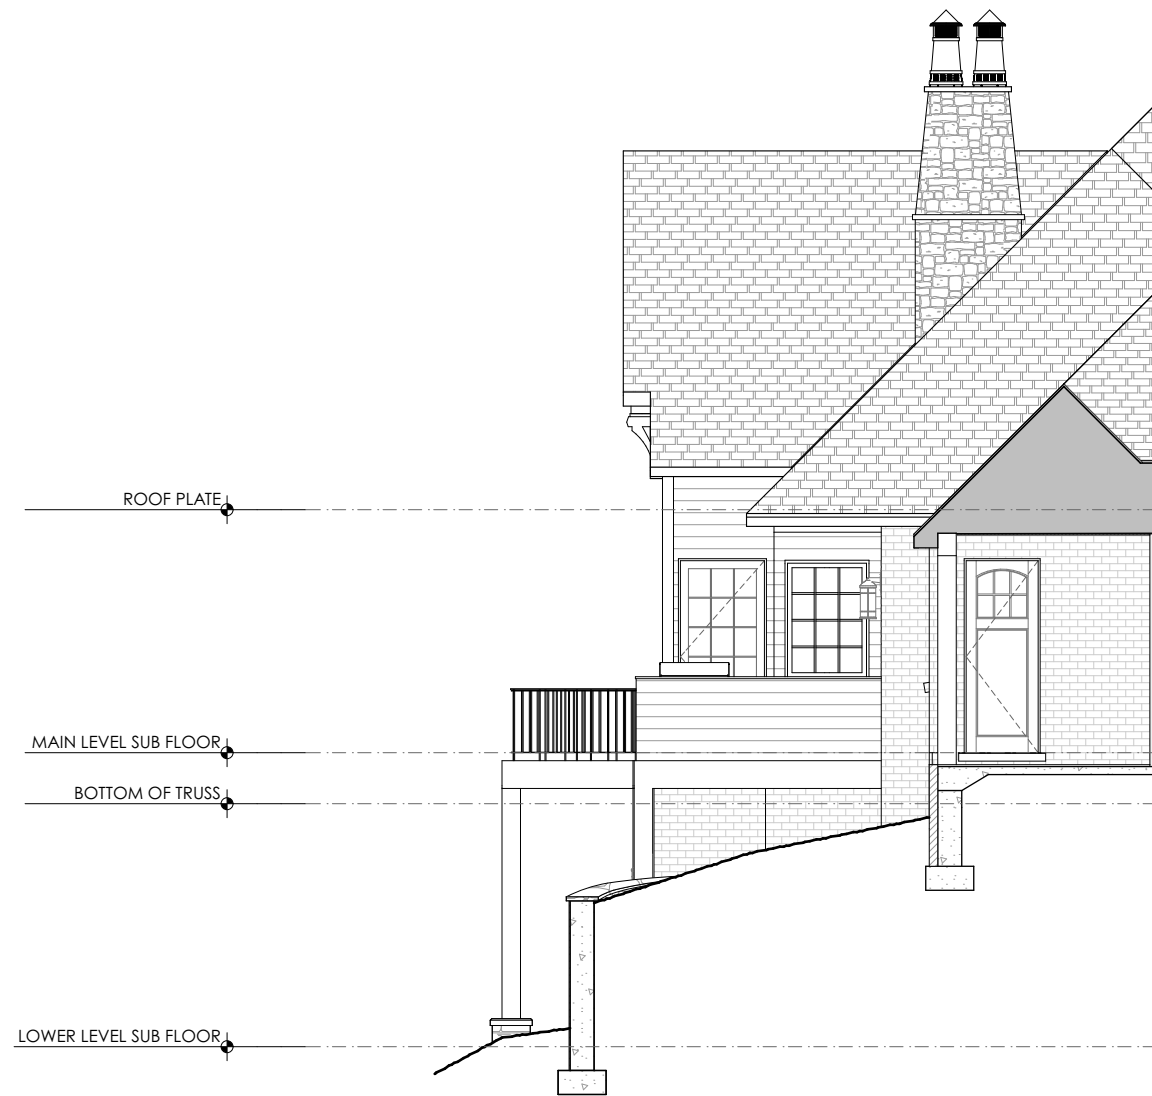 ROOF PLATE
MAIN LEVEL SUB FLOOR
BOTTOM OF TRUSS
LOWER LEVEL SUB FLOOR